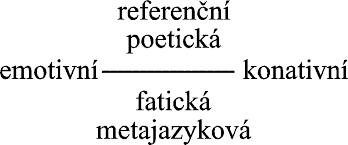 referenční
poetická
emotivní konativní
fatická
metajazyková